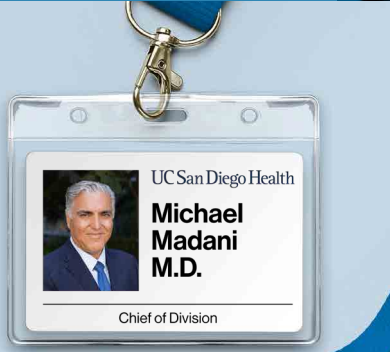 UC San Diego Health
Michael
Madani
M.D.
Chief of Division